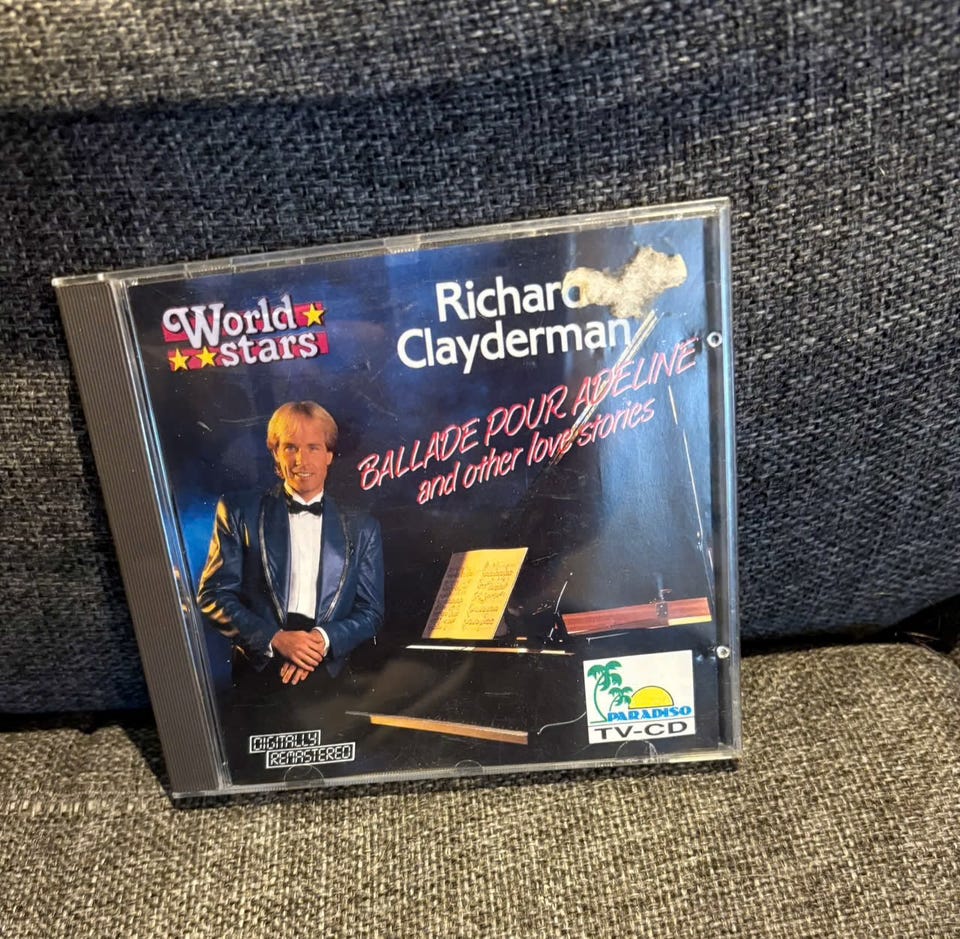 World
stars
Richard
Clayderman
BALLADE POUR ADELINE
and other love stories
DIGITALLY
REMASTERED
PARADISO
TV-CD